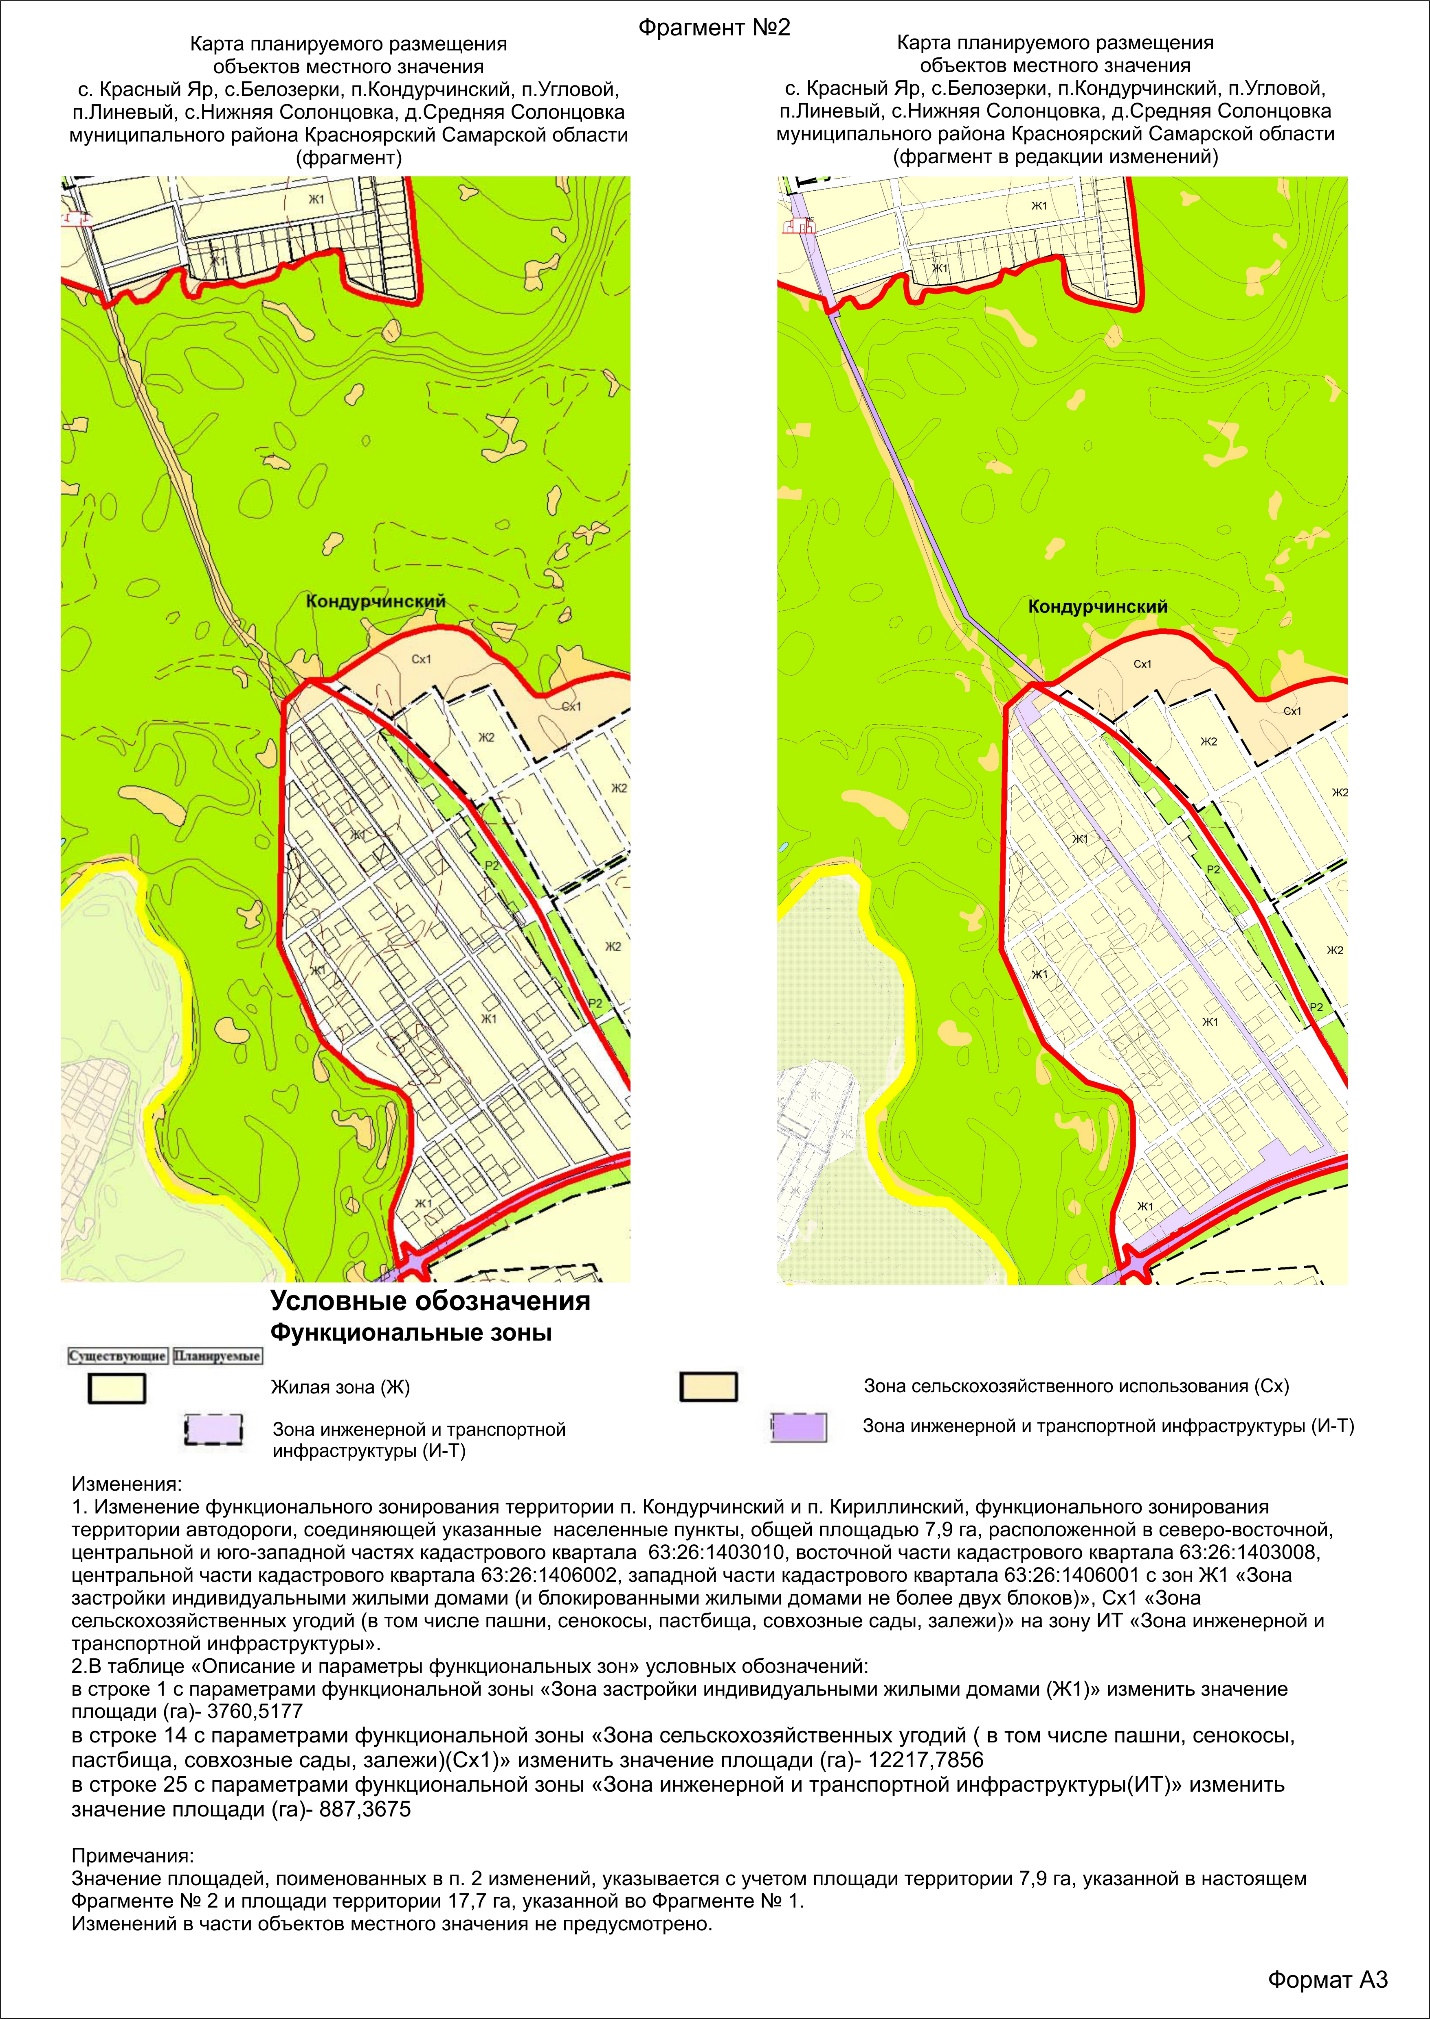 Фрагмент №2
Карта планируемого размещения
объектов местного значения
с. Красный Яр, с.Белозерки, п.Кондурчинский, п.Угловой,
п.Линевый, с.Нижняя Солонцовка, д.Средняя Солонцовка
муниципального района Красноярский Самарской области
(фрагмент)
Карта планируемого размещения
объектов местного значения
с. Красный Яр, с.Белозерки, п.Кондурчинский, п.Угловой,
п.Линевый, с.Нижняя Солонцовка, д.Средняя Солонцовка
муниципального района Красноярский Самарской области
(фрагмент в редакции изменений)
Ж1
Ж1
Кондурчинский
Сх1
Сх1
Ж2
Ж2
Ж1
Р2
Ж2
Ж1
Р2
Ж1
Ж1
Ж1
Ж1
Кондурчинский
Сх1
Сх1
Ж2
Ж2
Ж1
Р2
Ж2
Ж1
Р2
Ж1
Ж1
Условные обозначения
Функциональные зоны
Существующие Планируемые
Жилая зона (Ж)
Зона сельскохозяйственного использования (Сх)
Зона инженерной и транспортной
инфраструктуры (И-Т)
Зона инженерной и транспортной инфраструктуры (И-Т)
Изменения:
1. Изменение функционального зонирования территории п. Кондурчинский и п. Кириллинский, функционального зонирования
территории автодороги, соединяющей указанные населенные пункты, общей площадью 7,9 га, расположенной в северо-восточной,
центральной и юго-западной частях кадастрового квартала 63:26:1403010, восточной части кадастрового квартала 63:26:1403008,
центральной части кадастрового квартала 63:26:1406002, западной части кадастрового квартала 63:26:1406001 с зон Ж1 «Зона
застройки индивидуальными жилыми домами (и блокированными жилыми домами не более двух блоков)», Сх1 «Зона
сельскохозяйственных угодий (в том числе пашни, сенокосы, пастбища, совхозные сады, залежи)» на зону ИТ «Зона инженерной и
транспортной инфраструктуры».
2.В таблице «Описание и параметры функциональных зон» условных обозначений:
в строке 1 с параметрами функциональной зоны «Зона застройки индивидуальными жилыми домами (Ж1)» изменить значение
площади (га)- 3760,5177
в строке 14 с параметрами функциональной зоны «Зона сельскохозяйственных угодий ( в том числе пашни, сенокосы,
пастбища, совхозные сады, залежи)(Сх1)» изменить значение площади (га)- 12217,7856
в строке 25 с параметрами функциональной зоны «Зона инженерной и транспортной инфраструктуры(ИТ)» изменить
значение площади (га)- 887,3675
Примечания:
Значение площадей, поименованных в п. 2 изменений, указывается с учетом площади территории 7,9 га, указанной в настоящем
Фрагменте № 2 и площади территории 17,7 га, указанной во Фрагменте № 1.
Изменений в части объектов местного значения не предусмотрено.
Формат А3